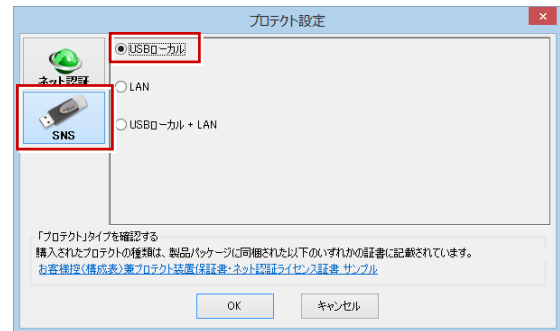 プロテクト設定
ネット認証
SNS
USBローカル
LAN
USBローカル + LAN
「プロテクト」タイプを確認する
購入されたプロテクトの種類は、製品パッケージに同梱された以下のいずれかの証書に記載されています。
お客様控(構成表)兼プロテクト装置保証書・ネット認証ライセンス証書 サンプル
OK
キャンセル